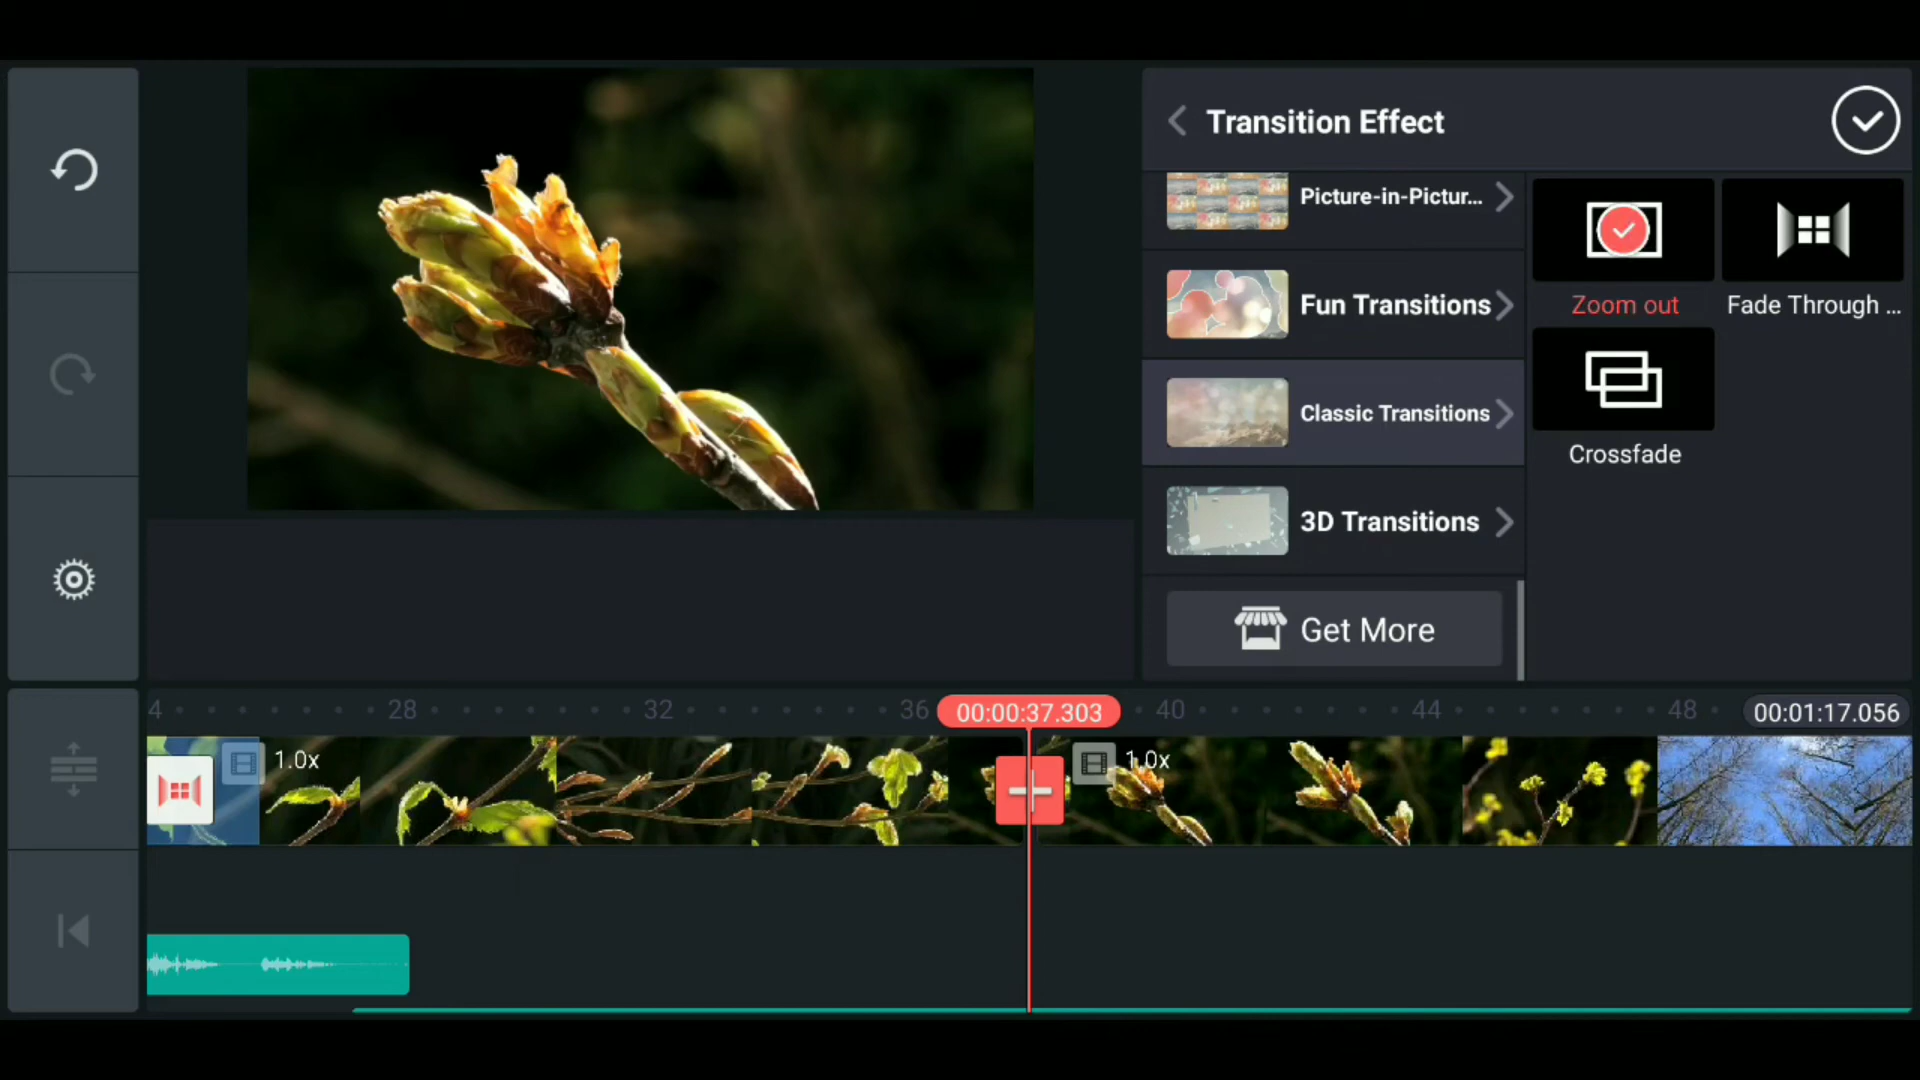 Transition Effect
Picture-in-Pictur...
Fun Transitions
Classic Transitions
3D Transitions
Get More
Zoom out
Fade Through ...
Crossfade
4
28
32
36
00:00:37.303
40
44
48
00:01:17.056
1.0x
1.0x